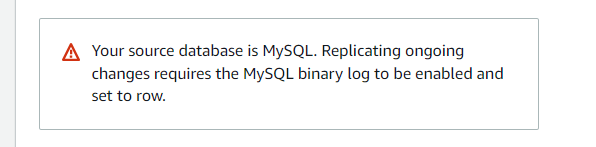 Your source database is MySQL. Replicating ongoing
changes requires the MySQL binary log to be enabled and
set to row.